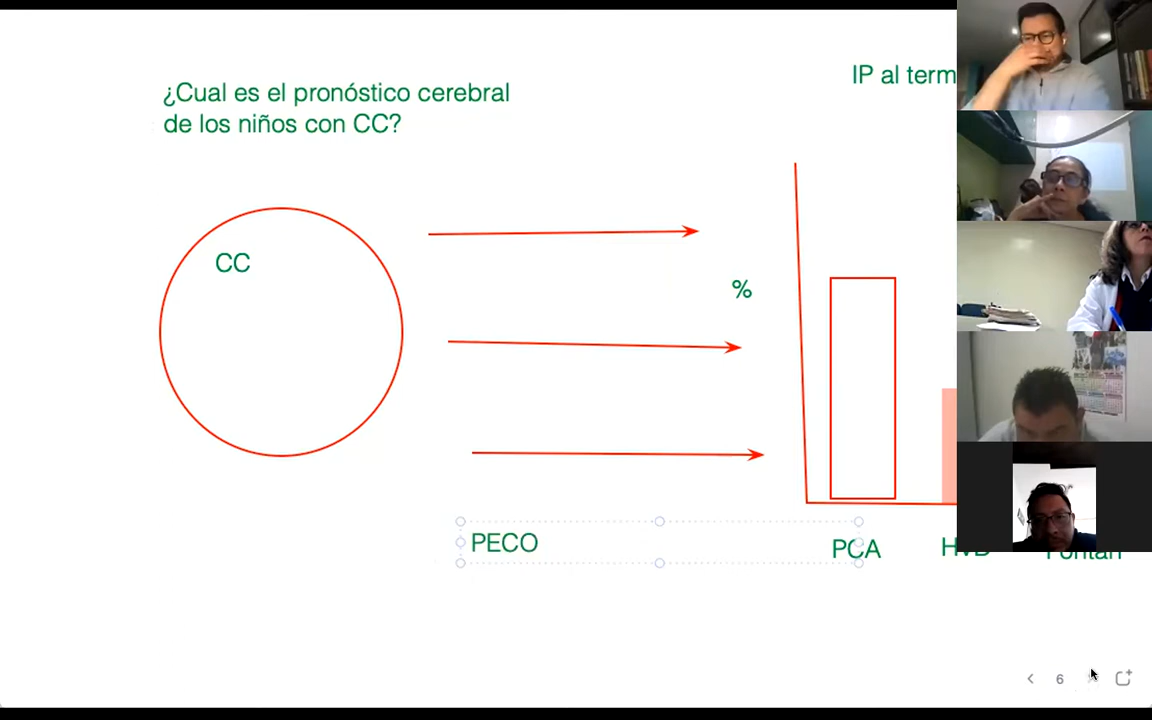 ¿Cual es el pronóstico cerebral
de los niños con CC?
IP al term
CC
%
PECO
PCA
6